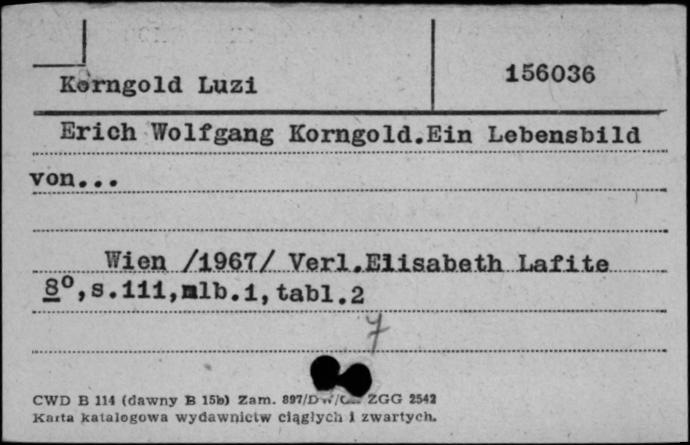 Korngold Luzi
156036
Erich Wolfgang Korngold.Ein Lebensbild
von...
Wien /1967/ Verl.Elisabeth Lafite
8°,s.111,nlb.1,tabl.2
7
CWD B 114 (dawny B 15b) Zam. 897/ ZGG 2542
Karta katalogowa wydawnictw ciągłych i zwartych.